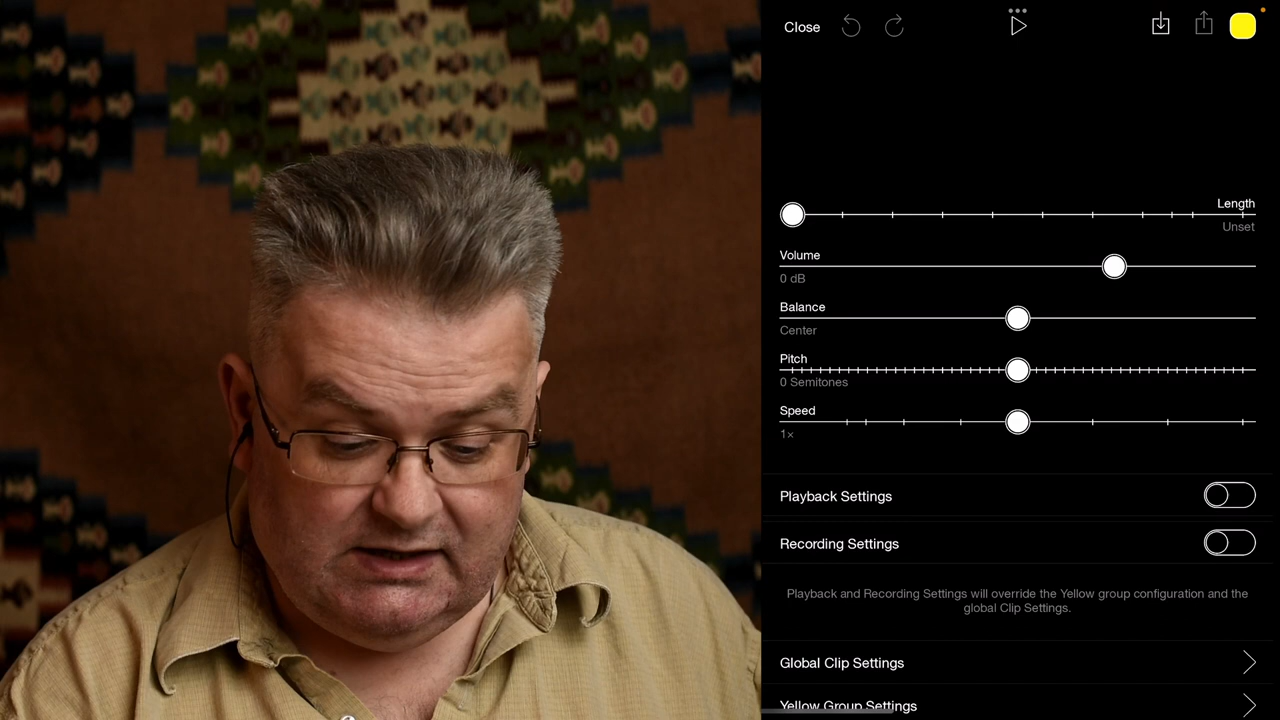 Close
Length
Unset
Volume
0 dB
Balance
Center
Pitch
0 Semitones
Speed
1×
Playback Settings
Recording Settings
Playback and Recording Settings will override the Yellow group configuration and the
global Clip Settings.
Global Clip Settings
Yellow Group Settings